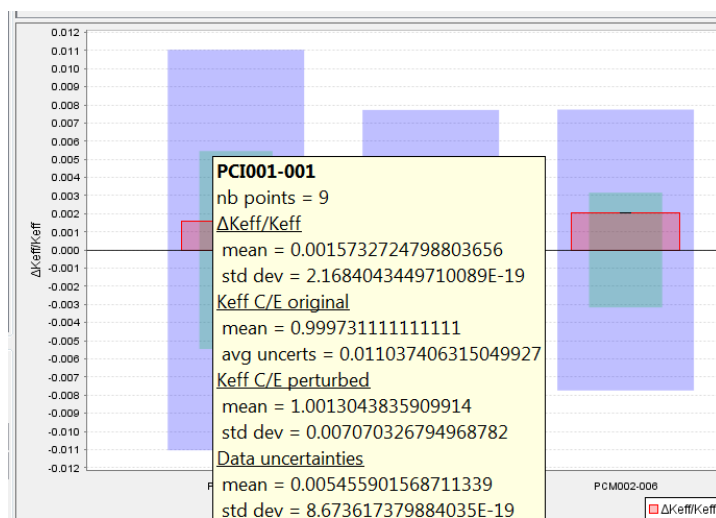 0.012
0.011
0.010
0.009
0.008
0.007
0.006
0.005
0.004
0.003
0.002
0.001
0.000
-0.001
-0.002
-0.003
-0.004
-0.005
-0.006
-0.007
-0.008
-0.009
-0.010
-0.011
-0.012
ΔKeff/Keff
PCI001-001
nb points = 9
ΔKeff/Keff
mean = 0.0015732724798803656
std dev = 2.1684043449710089E-19
Keff C/E original
mean = 0.999731111111111
avg uncerts = 0.011037406315049927
Keff C/E perturbed
mean = 1.0013043835909914
std dev = 0.007070326794968782
Data uncertainties
mean = 0.005455901568711339
std dev = 8.673617379884035E-19
PCM002-006
ΔKeff/Keff